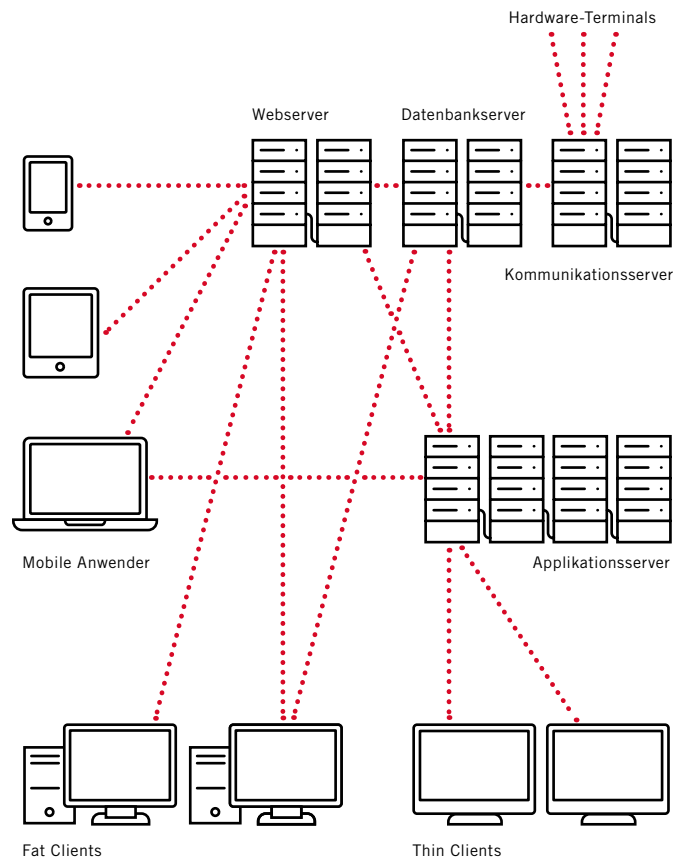 Hardware-Terminals
Webserver
Datenbankserver
Kommunikationsserver
Mobile Anwender
Applikationsserver
Fat Clients
Thin Clients